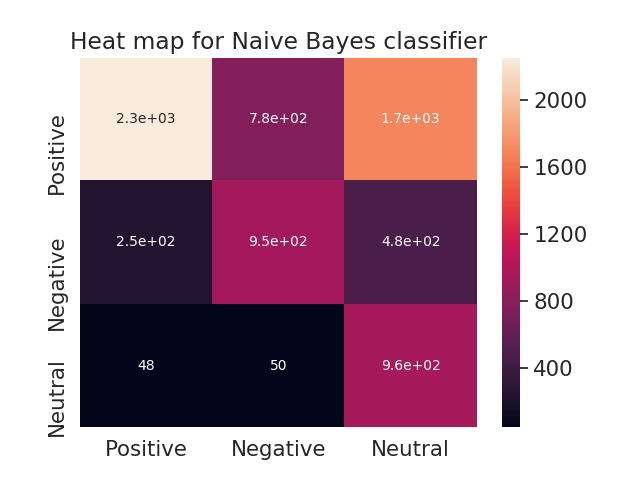 Heat map for Naive Bayes classifier
Positive
2.3e+03 7.8e+02 1.7e+03
Negative
2.5e+02 9.5e+02 4.8e+02
Neutral
48 50 9.6e+02
Positive Negative Neutral
2000
1600
1200
800
400